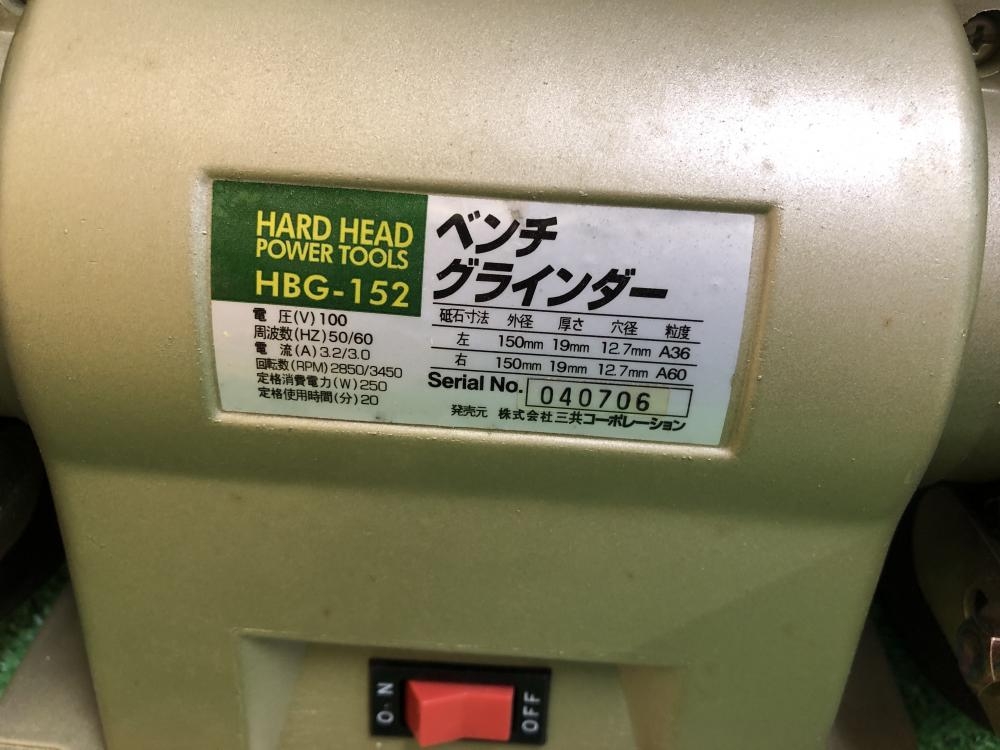 HARD HEAD
POWER TOOLS
HBG-152
電 圧(V) 100
周波数(HZ) 50/60
電 流(A) 3.2/3.0
回転数(RPM) 2850/3450
定格消費電力(W) 250
定格使用時間(分) 20
ベンチ
グラインダー
砥石寸法 外径 厚さ 穴径 粒度
左 150mm 19mm 12.7mm A36
右 150mm 19mm 12.7mm A60
Serial No. 040706
発売元 株式会社三共コーポレーション
ON OFF